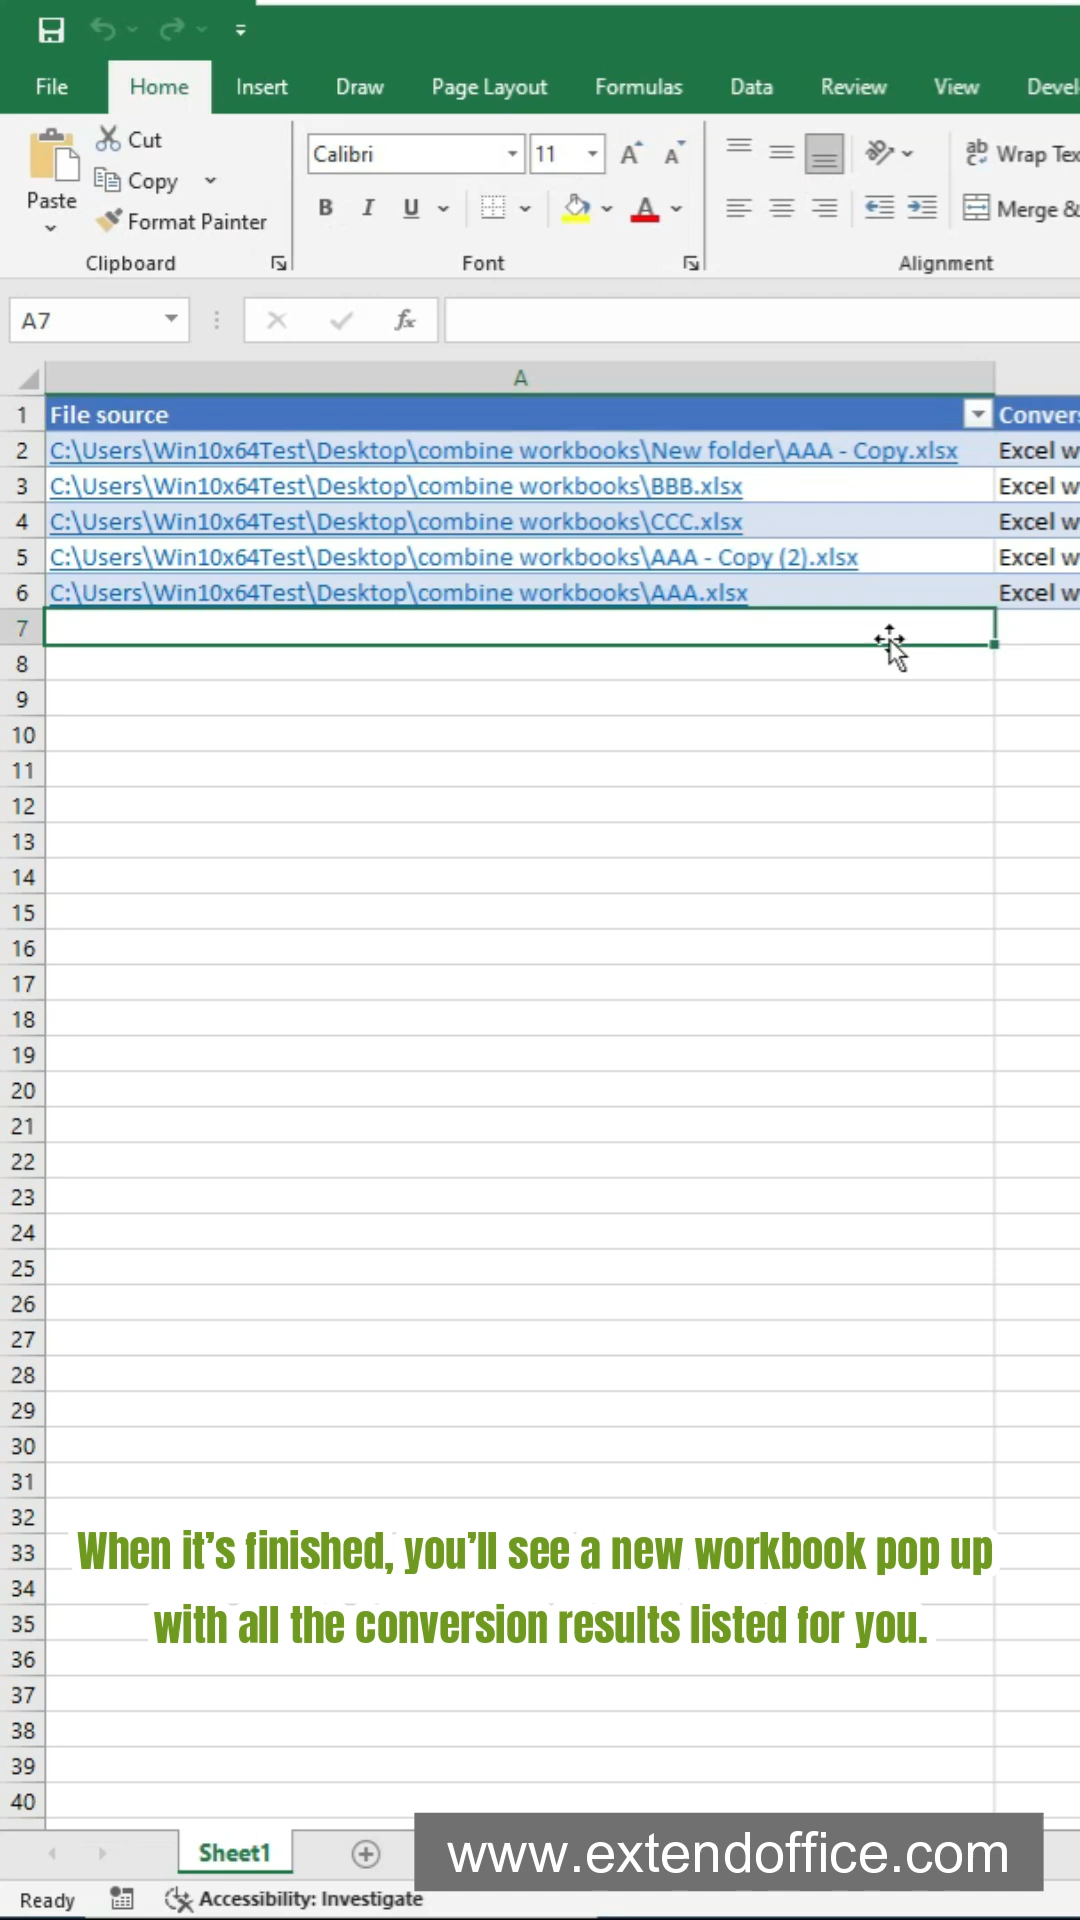 File Home Insert Draw Page Layout Formulas Data Review View Devel
Cut
Copy
Paste
Format Painter
Clipboard
Calibri 11
B I U
Font
ab Wrap Tex
Merge &
Alignment
A7 fx
A
1 File source Convers
2 C:\Users\Win10x64Test\Desktop\combine workbooks\New folder\AAA - Copy.xlsx Excel w
3 C:\Users\Win10x64Test\Desktop\combine workbooks\BBB.xlsx Excel w
4 C:\Users\Win10x64Test\Desktop\combine workbooks\CCC.xlsx Excel w
5 C:\Users\Win10x64Test\Desktop\combine workbooks\AAA - Copy (2).xlsx Excel w
6 C:\Users\Win10x64Test\Desktop\combine workbooks\AAA.xlsx Excel w
7
8
9
10
11
12
13
14
15
16
17
18
19
20
21
22
23
24
25
26
27
28
29
30
31
32
33
34
35
36
37
38
39
40
When it's finished, you'll see a new workbook pop up
with all the conversion results listed for you.
Sheet1
www.extendoffice.com
Ready Accessibility: Investigate